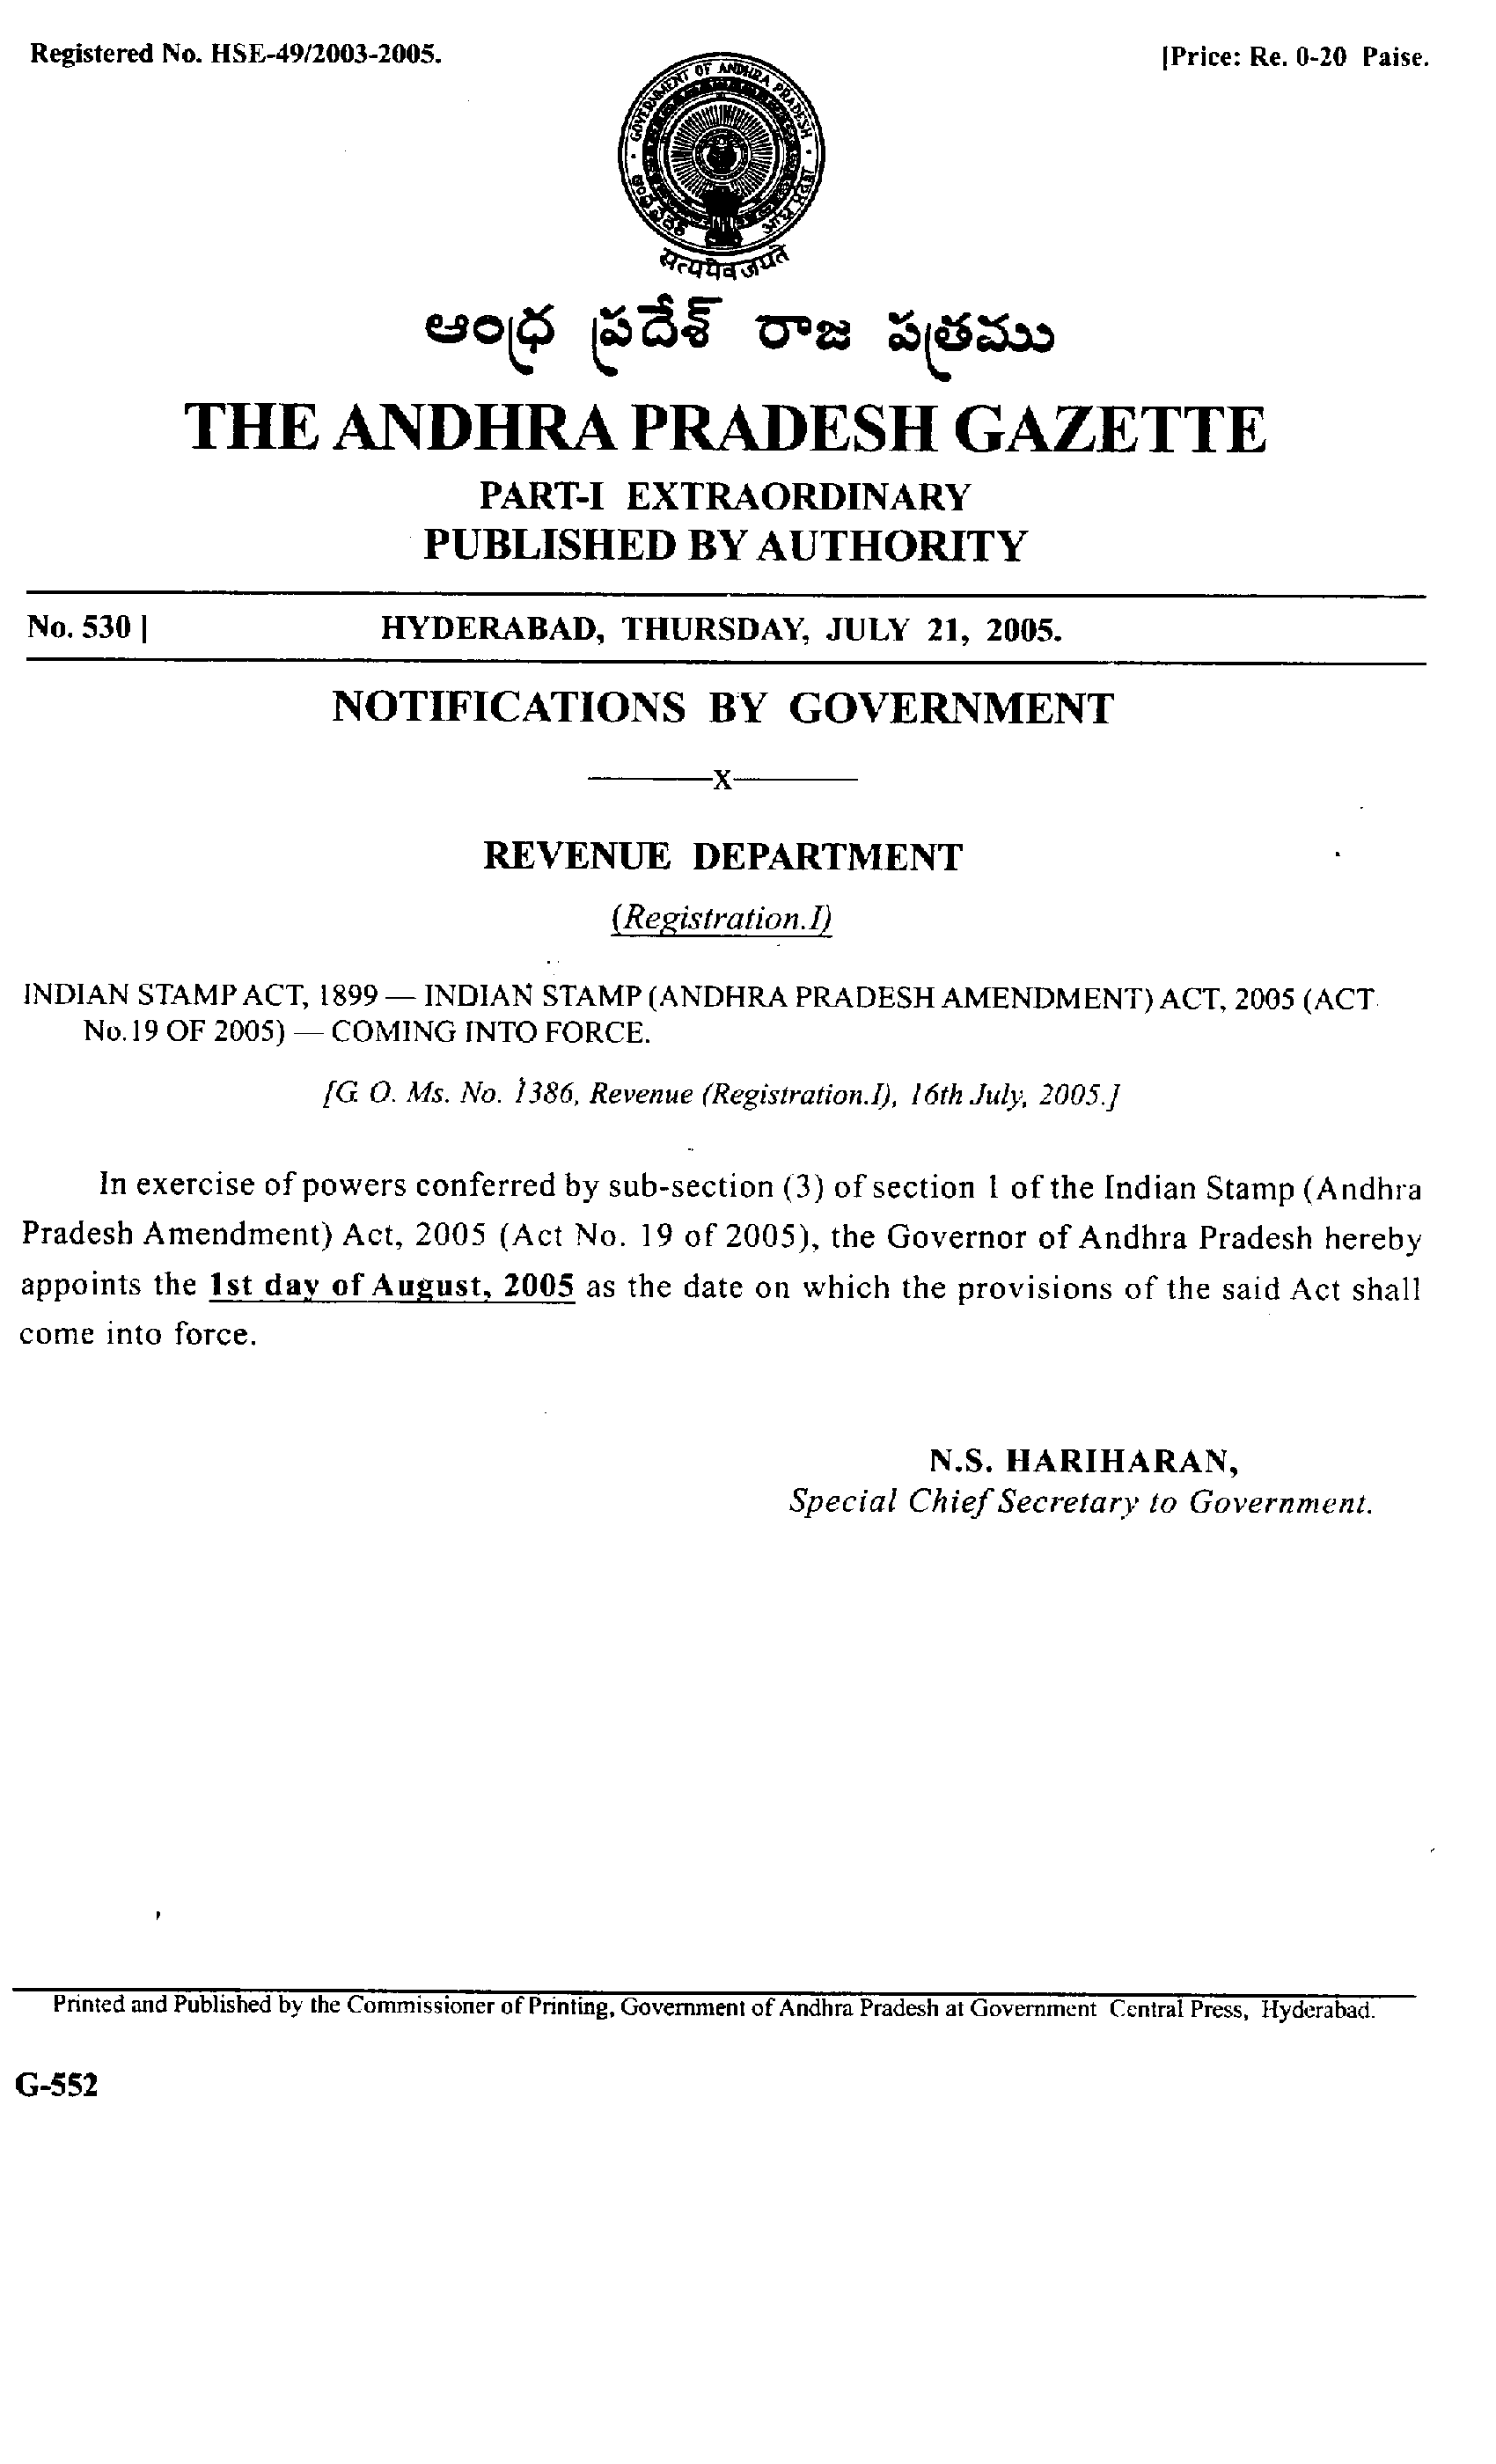 Registered No. HSE-49/2003-2005.
[Price: Re. 0-20 Paise.
GOVERNMENT OF ANDHRA PRADESH
सत्यमेव जयते
ఆంధ్ర ప్రదేశ్ రాజ పత్రము
THE ANDHRA PRADESH GAZETTE
PART-I EXTRAORDINARY
PUBLISHED BY AUTHORITY
No. 530 ]
HYDERABAD, THURSDAY, JULY 21, 2005.
NOTIFICATIONS BY GOVERNMENT
———X———
REVENUE DEPARTMENT
(Registration.I)
INDIAN STAMP ACT, 1899 — INDIAN STAMP (ANDHRA PRADESH AMENDMENT) ACT, 2005 (ACT
No.19 OF 2005) — COMING INTO FORCE.
[G. O. Ms. No. 1386, Revenue (Registration.I), 16th July, 2005.]
In exercise of powers conferred by sub-section (3) of section 1 of the Indian Stamp (Andhra
Pradesh Amendment) Act, 2005 (Act No. 19 of 2005), the Governor of Andhra Pradesh hereby
appoints the 1st day of August, 2005 as the date on which the provisions of the said Act shall
come into force.
N.S. HARIHARAN,
Special Chief Secretary to Government.
Printed and Published by the Commissioner of Printing, Government of Andhra Pradesh at Government Central Press, Hyderabad.
G-552